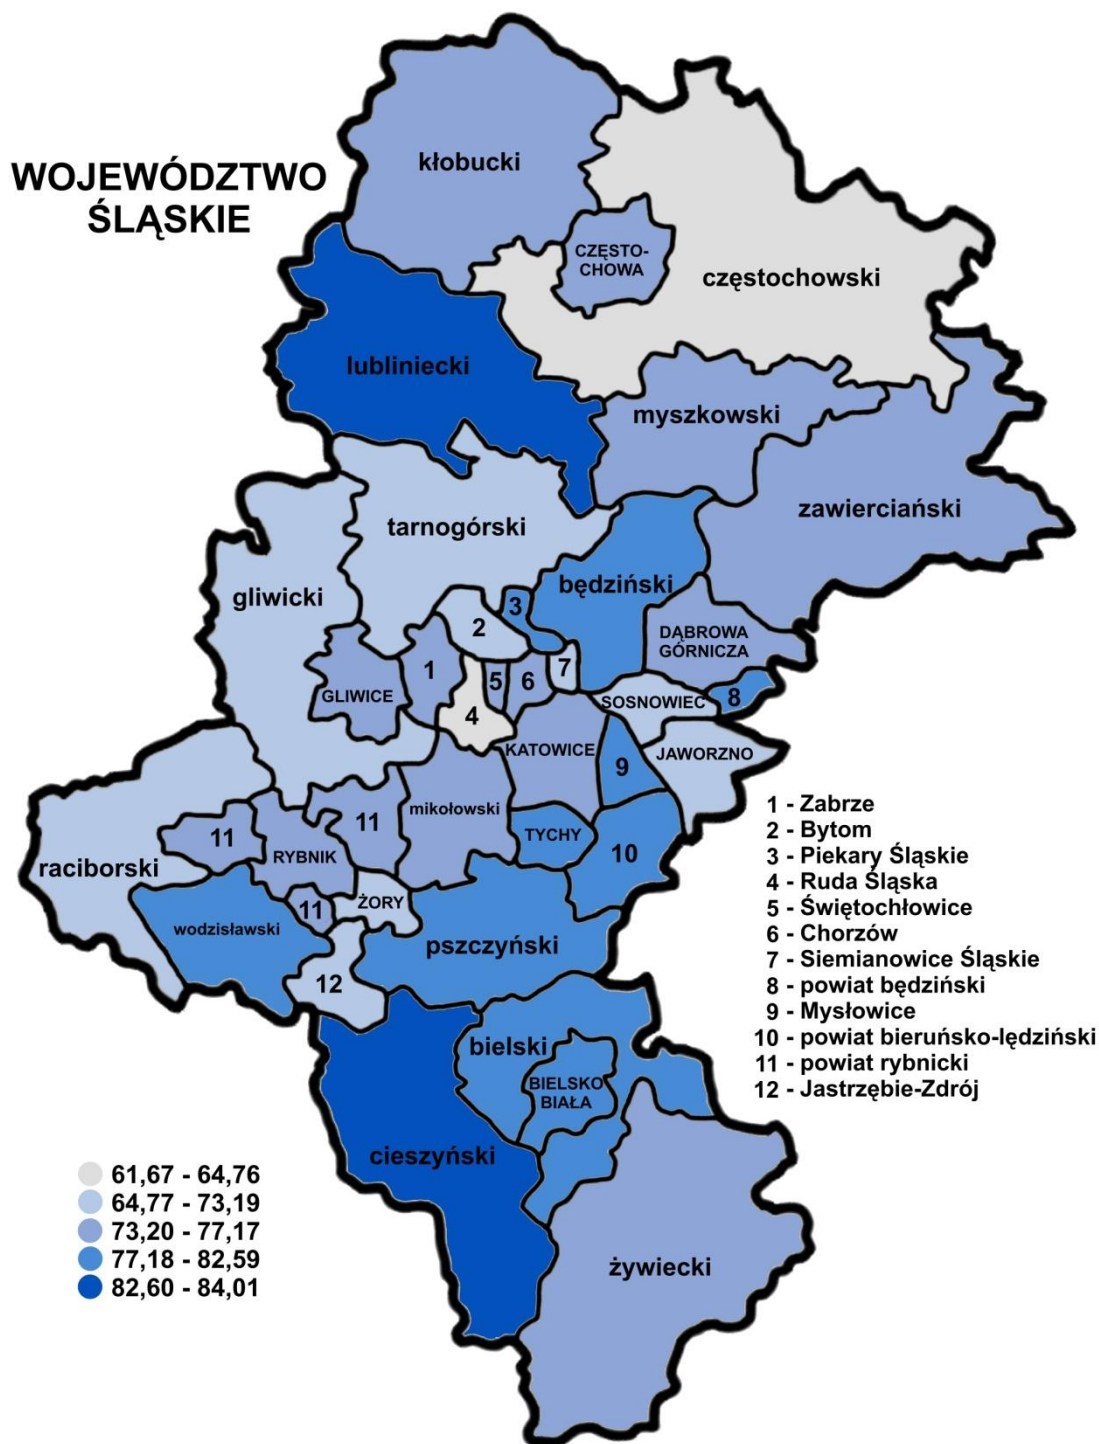 WOJEWÓDZTWO
ŚLĄSKIE
kłobucki
CZĘSTO-
CHOWA
częstochowski
lubliniecki
myszkowski
zawierciański
tarnogórski
gliwicki
będziński
3
2
DĄBROWA
GÓRNICZA
1
7
5
6
GLIWICE
SOSNOWIEC
8
4
KATOWICE
JAWORZNO
9
mikołowski
11
11
TYCHY
RYBNIK
10
raciborski
ŻORY
11
wodzisławski
pszczyński
12
bielski
BIELSKO
BIAŁA
cieszyński
żywiecki
1 - Zabrze
2 - Bytom
3 - Piekary Śląskie
4 - Ruda Śląska
5 - Świętochłowice
6 - Chorzów
7 - Siemianowice Śląskie
8 - powiat będziński
9 - Mysłowice
10 - powiat bieruńsko-lędziński
11 - powiat rybnicki
12 - Jastrzębie-Zdrój
61,67 - 64,76
64,77 - 73,19
73,20 - 77,17
77,18 - 82,59
82,60 - 84,01